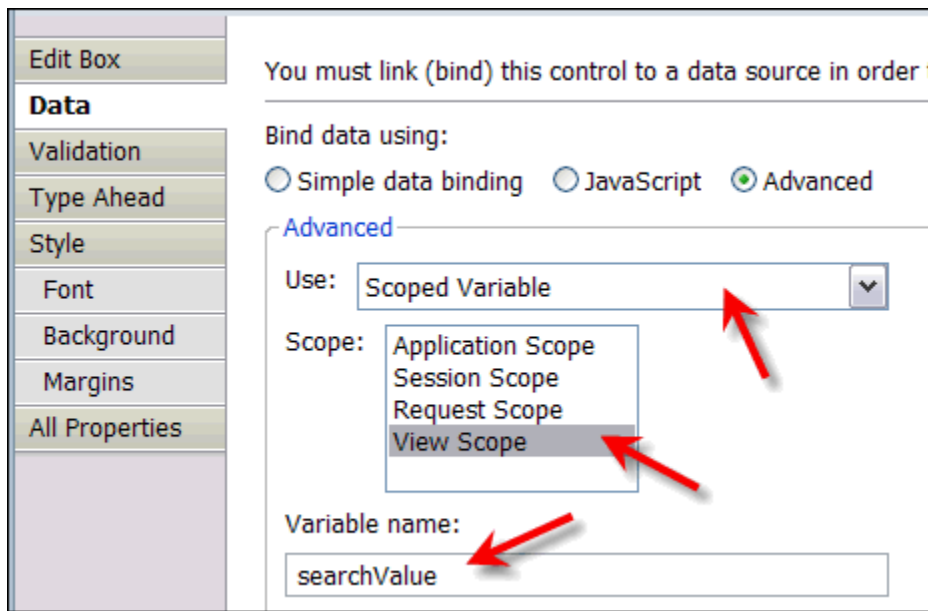 Edit Box
Data
Validation
Type Ahead
Style
Font
Background
Margins
All Properties
You must link (bind) this control to a data source in order
Bind data using:
Simple data binding JavaScript Advanced
Advanced
Use: Scoped Variable
Scope: Application Scope
Session Scope
Request Scope
View Scope
Variable name:
searchValue